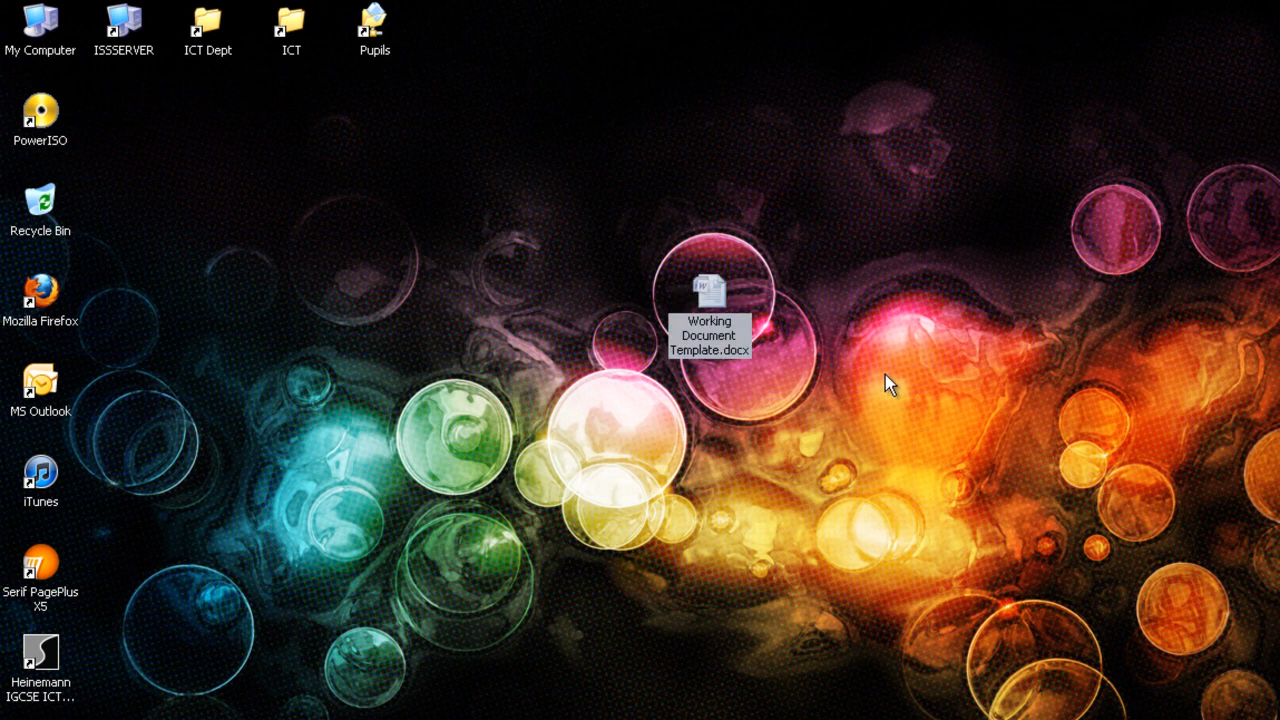 My Computer
ISSSERVER
ICT Dept
ICT
Pupils
PowerISO
Recycle Bin
Mozilla Firefox
MS Outlook
iTunes
Serif PagePlus
X5
Heinemann
IGCSE ICT...
Working
Document
Template.docx